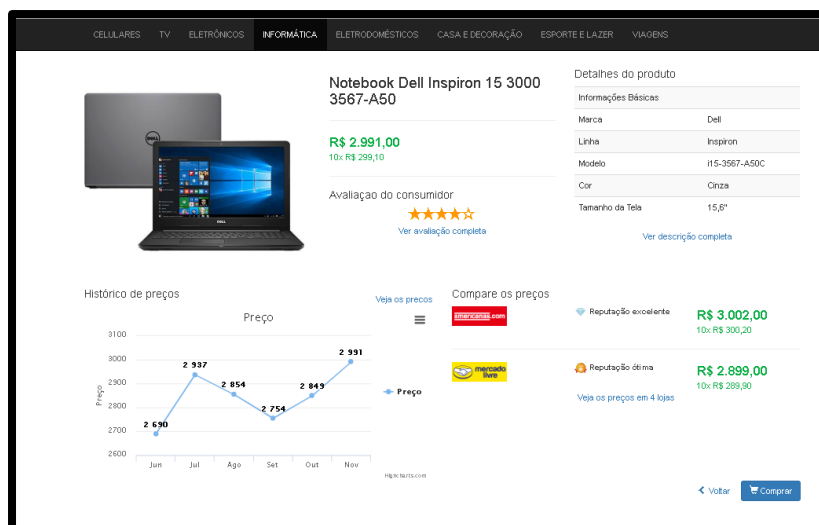 CELULARES TV ELETRÔNICOS INFORMÁTICA ELETRODOMÉSTICOS CASA E DECORAÇÃO ESPORTE E LAZER VIAGENS
Notebook Dell Inspiron 15 3000
3567-A50
R$ 2.991,00
10x R$ 299,10
Avaliaçao do consumidor
Ver avaliação completa
Detalhes do produto
Informações Básicas
Marca Dell
Linha Inspiron
Modelo i15-3567-A50C
Cor Cinza
Tamanho da Tela 15,6"
Ver descrição completa
DELL
DELL
Histórico de preços
Veja os precos
Preço
3100
3000
2900
2800
2700
2600
Preço
2 690
2 937
2 854
2 754
2 849
2 991
Jun Jul Ago Set Out Nov
Preço
Highcharts.com
Compare os preços
americanas.com
Reputação excelente
R$ 3.002,00
10x R$ 300,20
mercado
livre
Reputação ótima
R$ 2.899,00
10x R$ 289,90
Veja os preços em 4 lojas
Voltar
Comprar